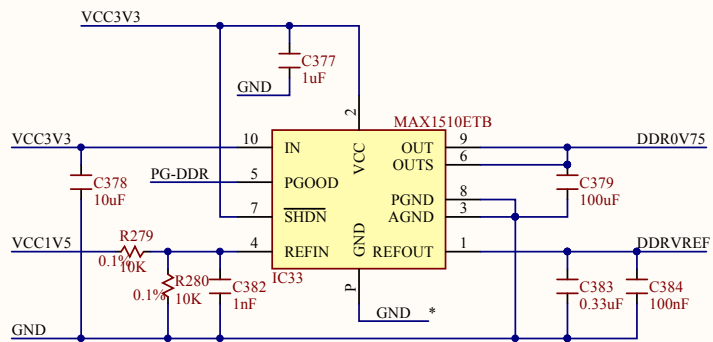 VCC3V3
C377
1uF
GND
2
MAX1510ETB
VCC3V3
10
IN
VCC
OUT
9
DDR0V75
OUTS
6
PG-DDR
5
PGOOD
C378
10uF
C379
100uF
PGND
8
7
SHDN
AGND
3
VCC1V5
R279
0.1%
10K
4
REFIN
GND
REFOUT
1
DDRVREF
R280
0.1%
10K
C382
1nF
IC33
P
C383
0.33uF
C384
100nF
GND
*
GND